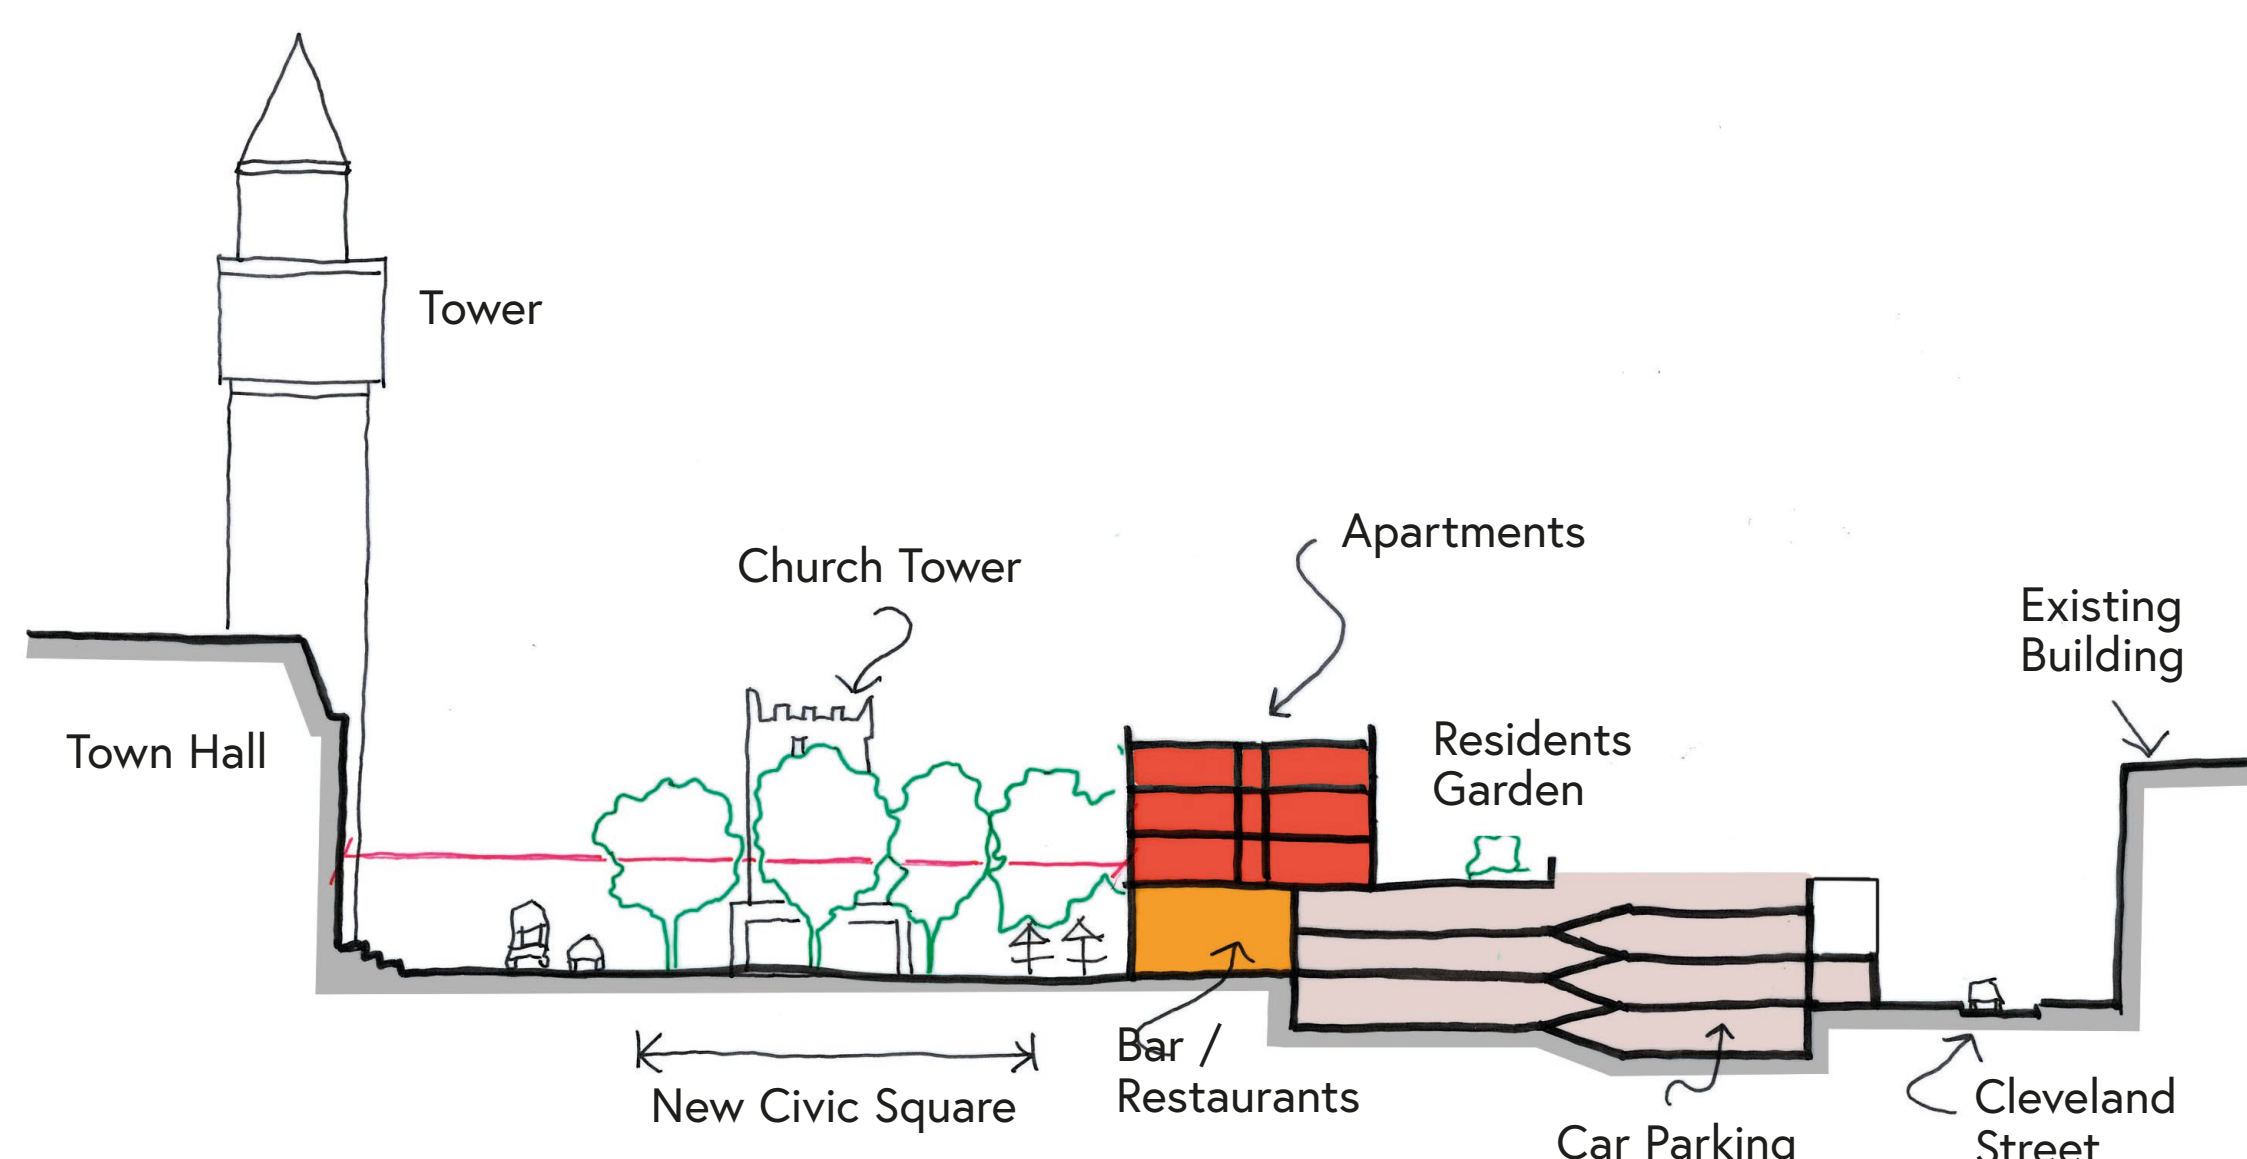 Tower
Church Tower
Apartments
Existing
Building
Town Hall
Residents
Garden
Bar /
Restaurants
New Civic Square
Car Parking
Cleveland
Street